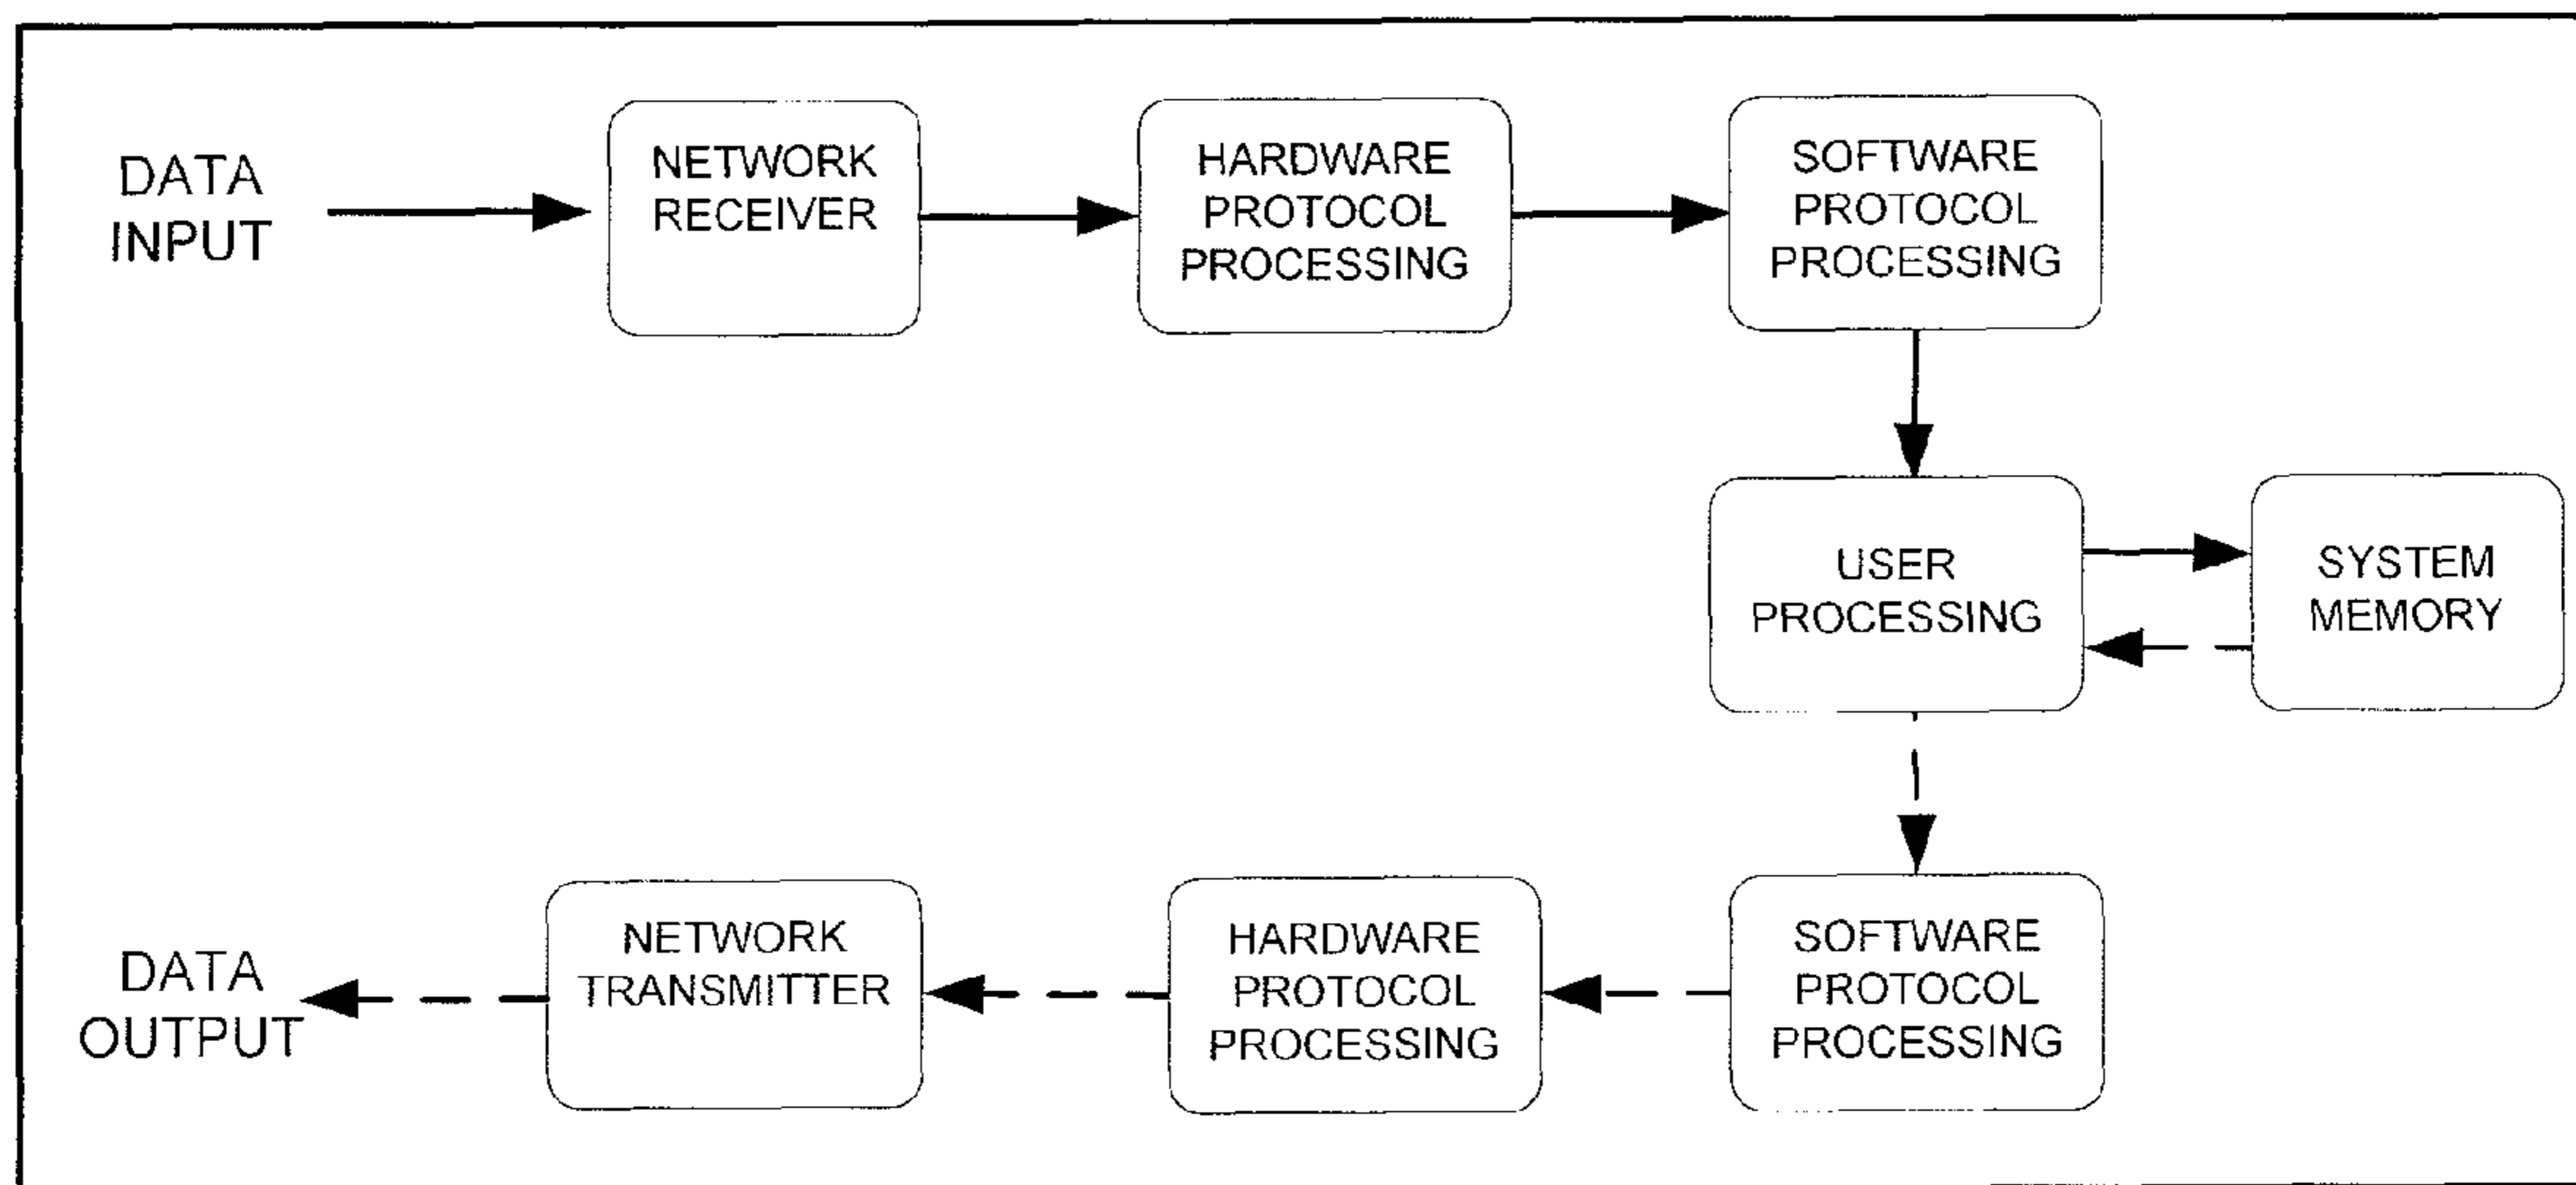 DATA
INPUT
NETWORK
RECEIVER
HARDWARE
PROTOCOL
PROCESSING
SOFTWARE
PROTOCOL
PROCESSING
USER
PROCESSING
SYSTEM
MEMORY
DATA
OUTPUT
NETWORK
TRANSMITTER
HARDWARE
PROTOCOL
PROCESSING
SOFTWARE
PROTOCOL
PROCESSING